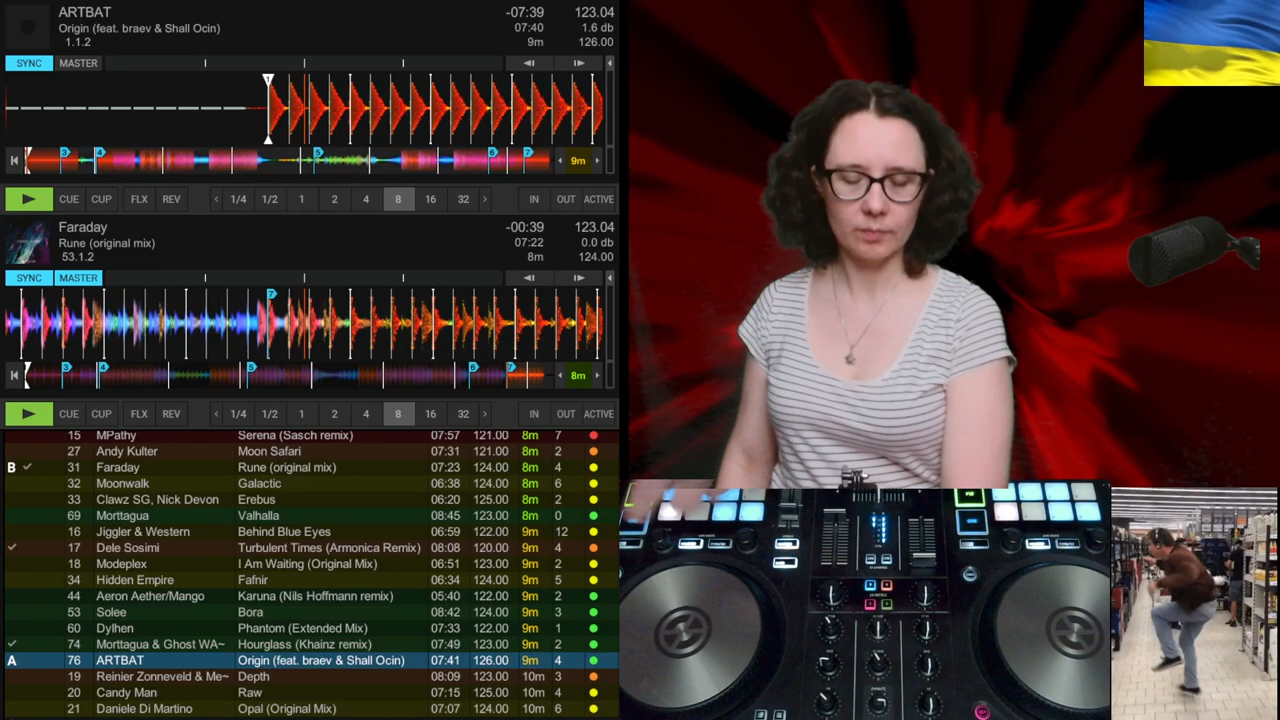 ARTBAT -07:39 123.04
Origin (feat. braev & Shall Ocin) 07:40 1.6 db
1.1.2 9m 126.00
SYNC MASTER
1
3 4 5 6 7 9m
CUE CUP FLX REV < 1/4 1/2 1 2 4 8 16 32 > IN OUT ACTIVE
Faraday -00:39 123.04
Rune (original mix) 07:22 0.0 db
53.1.2 8m 124.00
SYNC MASTER
7
3 4 5 6 7 8m
CUE CUP FLX REV < 1/4 1/2 1 2 4 8 16 32 > IN OUT ACTIVE
15 MPathy Serena (Sasch remix) 07:57 121.00 8m 7
27 Andy Kulter Moon Safari 07:31 121.00 8m 2
B 31 Faraday Rune (original mix) 07:23 124.00 8m 4
32 Moonwalk Galactic 06:38 124.00 8m 6
33 Clawz SG, Nick Devon Erebus 06:20 125.00 8m 2
69 Morttagua Valhalla 08:45 123.00 8m 0
16 Jiggler & Western Behind Blue Eyes 06:59 122.00 9m 12
17 Dele Sosimi Turbulent Times (Armonica Remix) 08:08 120.00 9m 4
18 Modeplex I Am Waiting (Original Mix) 06:51 123.00 9m 2
34 Hidden Empire Fafnir 06:34 124.00 9m 5
44 Aeron Aether/Mango Karuna (Nils Hoffmann remix) 05:40 122.00 9m 2
53 Solee Bora 08:42 124.00 9m 3
60 Dylhen Phantom (Extended Mix) 07:33 122.00 9m 1
74 Morttagua & Ghost WA~ Hourglass (Khainz remix) 07:49 123.00 9m 2
A 76 ARTBAT Origin (feat. braev & Shall Ocin) 07:41 126.00 9m 4
19 Reinier Zonneveld & Me~ Depth 08:09 123.00 10m 3
20 Candy Man Raw 07:15 125.00 10m 4
21 Daniele Di Martino Opal (Original Mix) 07:07 124.00 10m 6